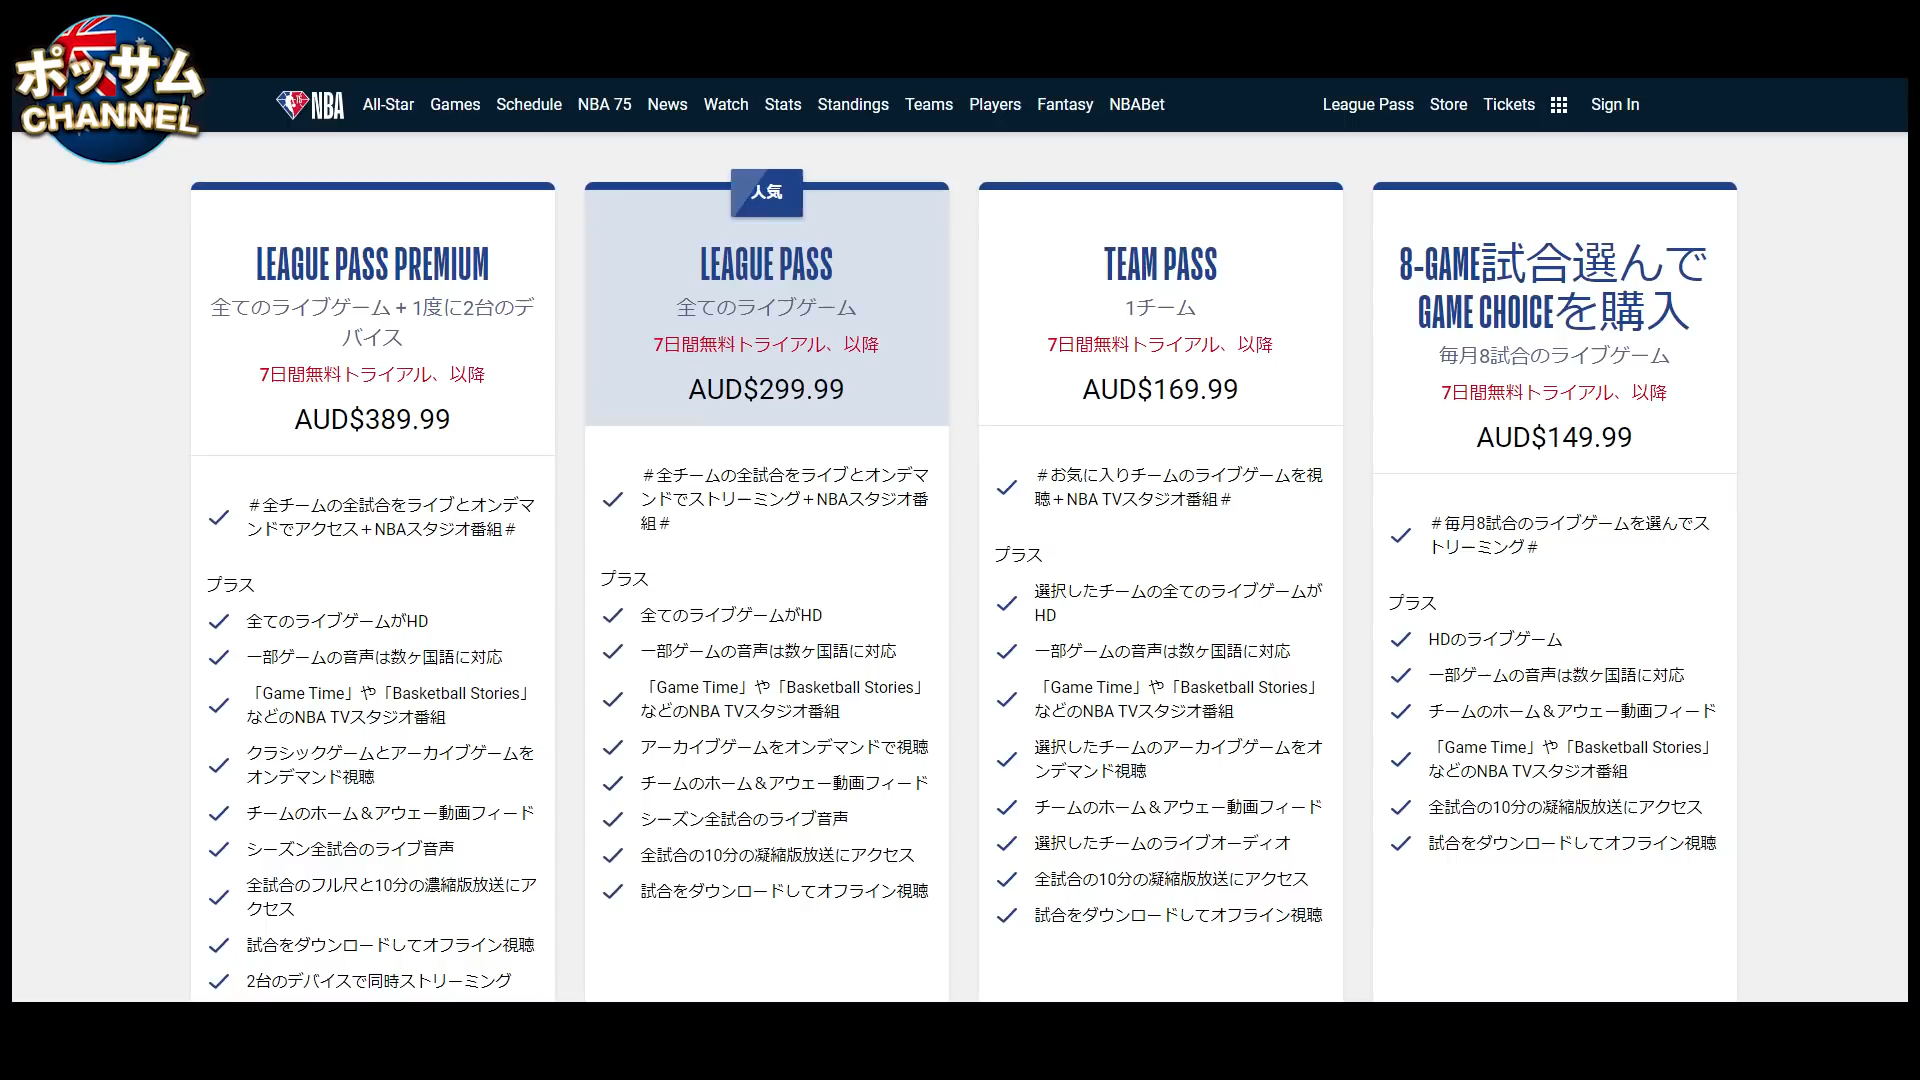 ポッサム
CHANNEL
NBA All-Star Games Schedule NBA 75 News Watch Stats Standings Teams Players Fantasy NBABet League Pass Store Tickets Sign In
LEAGUE PASS PREMIUM
全てのライブゲーム + 1度に2台のデ
バイス
7日間無料トライアル、以降
AUD$389.99
＃全チームの全試合をライブとオンデマ
ンドでアクセス＋NBAスタジオ番組＃
プラス
全てのライブゲームがHD
一部ゲームの音声は数ヶ国語に対応
「Game Time」や「Basketball Stories」
などのNBA TVスタジオ番組
クラシックゲームとアーカイブゲームを
オンデマンド視聴
チームのホーム＆アウェー動画フィード
シーズン全試合のライブ音声
全試合のフル尺と10分の濃縮版放送にア
クセス
試合をダウンロードしてオフライン視聴
2台のデバイスで同時ストリーミング
人気
LEAGUE PASS
全てのライブゲーム
7日間無料トライアル、以降
AUD$299.99
＃全チームの全試合をライブとオンデマ
ンドでストリーミング＋NBAスタジオ番
組＃
プラス
全てのライブゲームがHD
一部ゲームの音声は数ヶ国語に対応
「Game Time」や「Basketball Stories」
などのNBA TVスタジオ番組
アーカイブゲームをオンデマンドで視聴
チームのホーム＆アウェー動画フィード
シーズン全試合のライブ音声
全試合の10分の凝縮版放送にアクセス
試合をダウンロードしてオフライン視聴
TEAM PASS
1チーム
7日間無料トライアル、以降
AUD$169.99
＃お気に入りチームのライブゲームを視
聴＋NBA TVスタジオ番組＃
プラス
選択したチームの全てのライブゲームが
HD
一部ゲームの音声は数ヶ国語に対応
「Game Time」や「Basketball Stories」
などのNBA TVスタジオ番組
選択したチームのアーカイブゲームをオ
ンデマンド視聴
チームのホーム＆アウェー動画フィード
選択したチームのライブオーディオ
全試合の10分の凝縮版放送にアクセス
試合をダウンロードしてオフライン視聴
8-GAME試合選んで
GAME CHOICEを購入
毎月8試合のライブゲーム
7日間無料トライアル、以降
AUD$149.99
＃毎月8試合のライブゲームを選んでス
トリーミング＃
プラス
HDのライブゲーム
一部ゲームの音声は数ヶ国語に対応
チームのホーム＆アウェー動画フィード
「Game Time」や「Basketball Stories」
などのNBA TVスタジオ番組
全試合の10分の凝縮版放送にアクセス
試合をダウンロードしてオフライン視聴